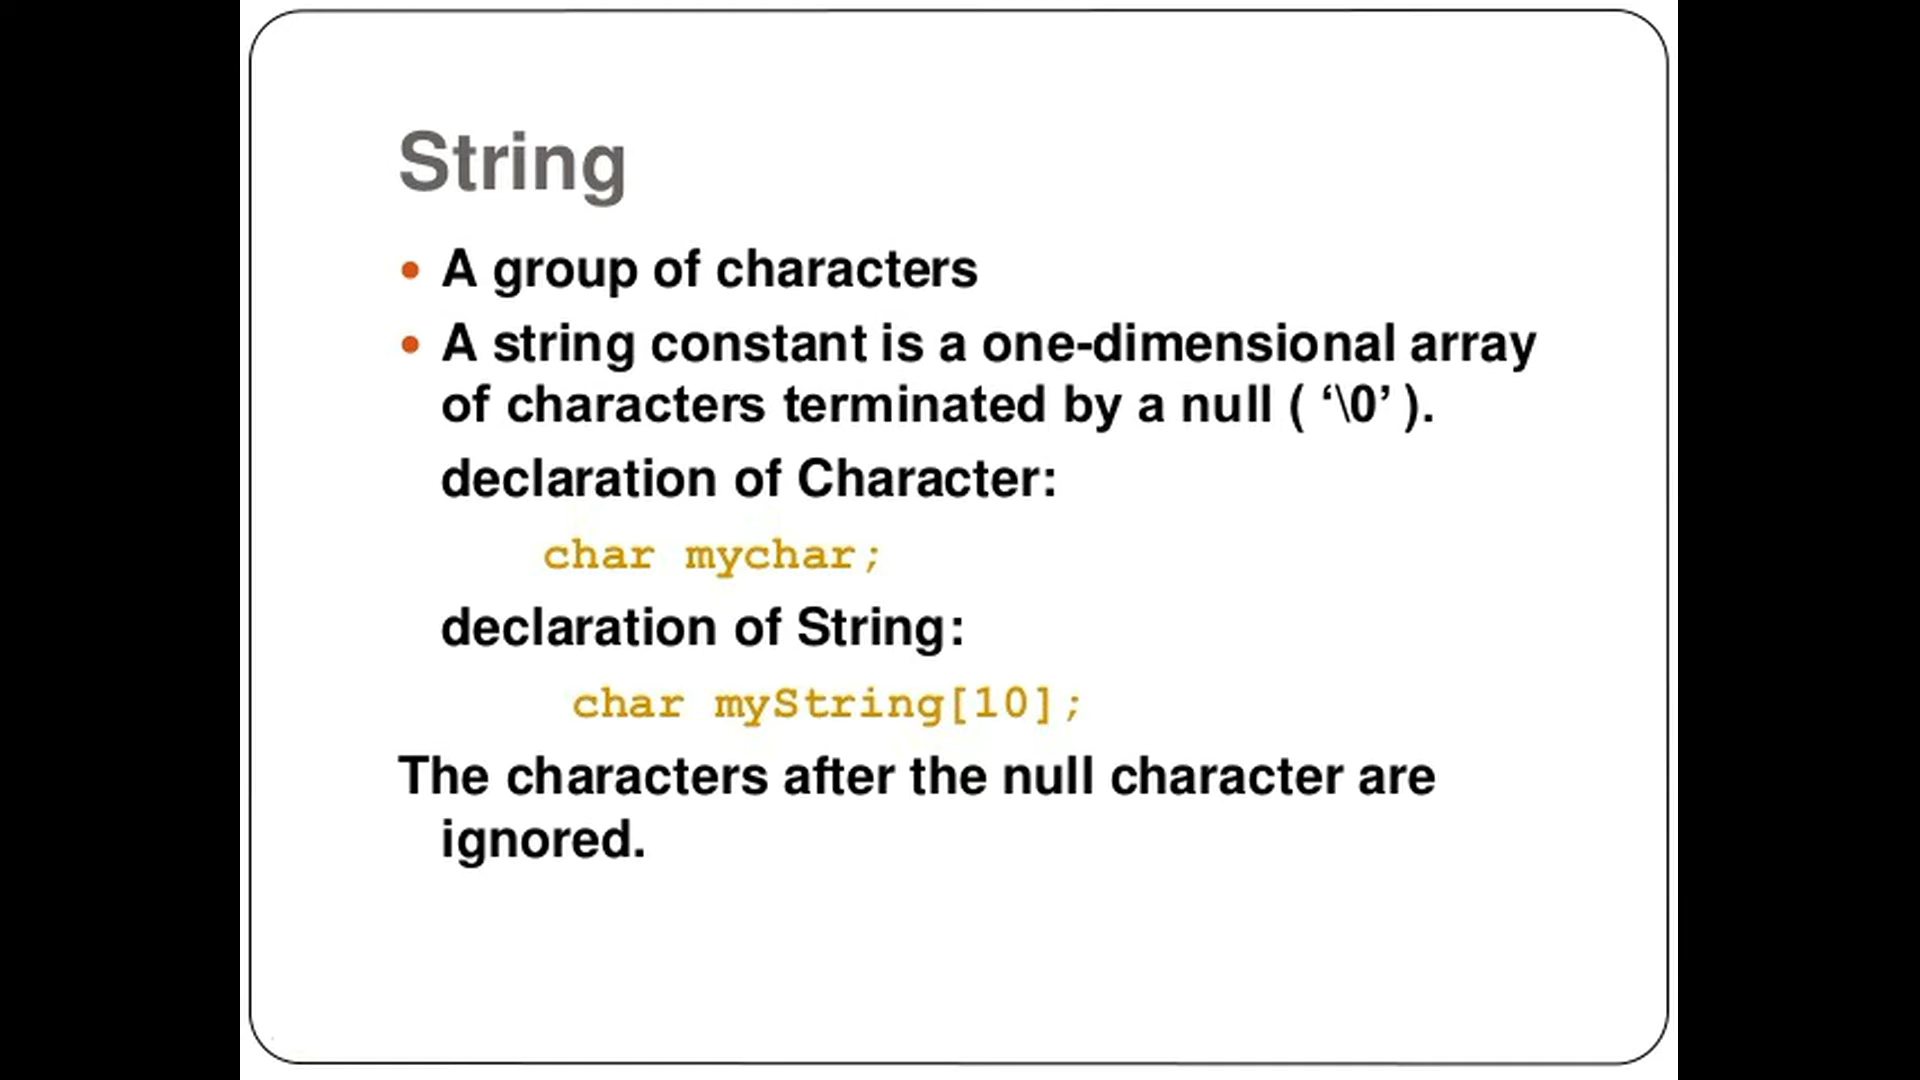 String
• A group of characters
• A string constant is a one-dimensional array
of characters terminated by a null ( ‘\0’ ).
declaration of Character:
char mychar;
declaration of String:
char myString[10];
The characters after the null character are
ignored.